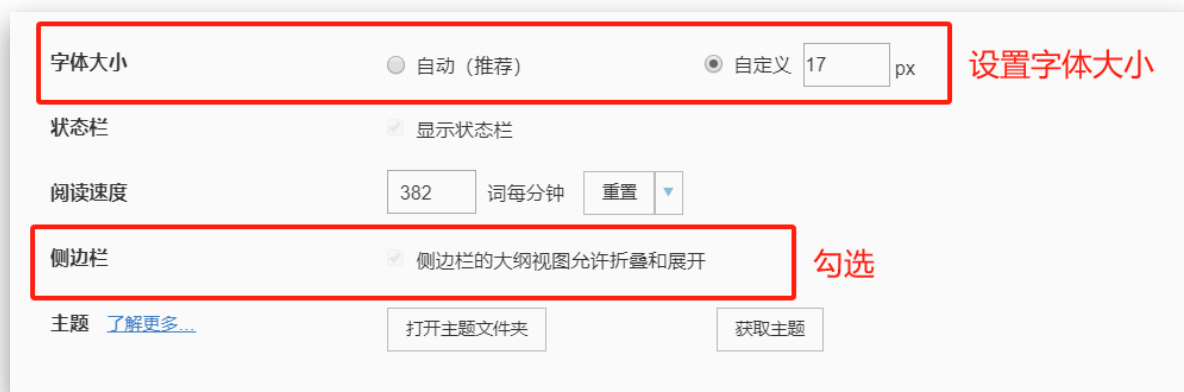 字体大小 自动（推荐） 自定义 17 px 设置字体大小
状态栏 显示状态栏
阅读速度 382 词每分钟 重置
侧边栏 侧边栏的大纲视图允许折叠和展开 勾选
主题 了解更多... 打开主题文件夹 获取主题